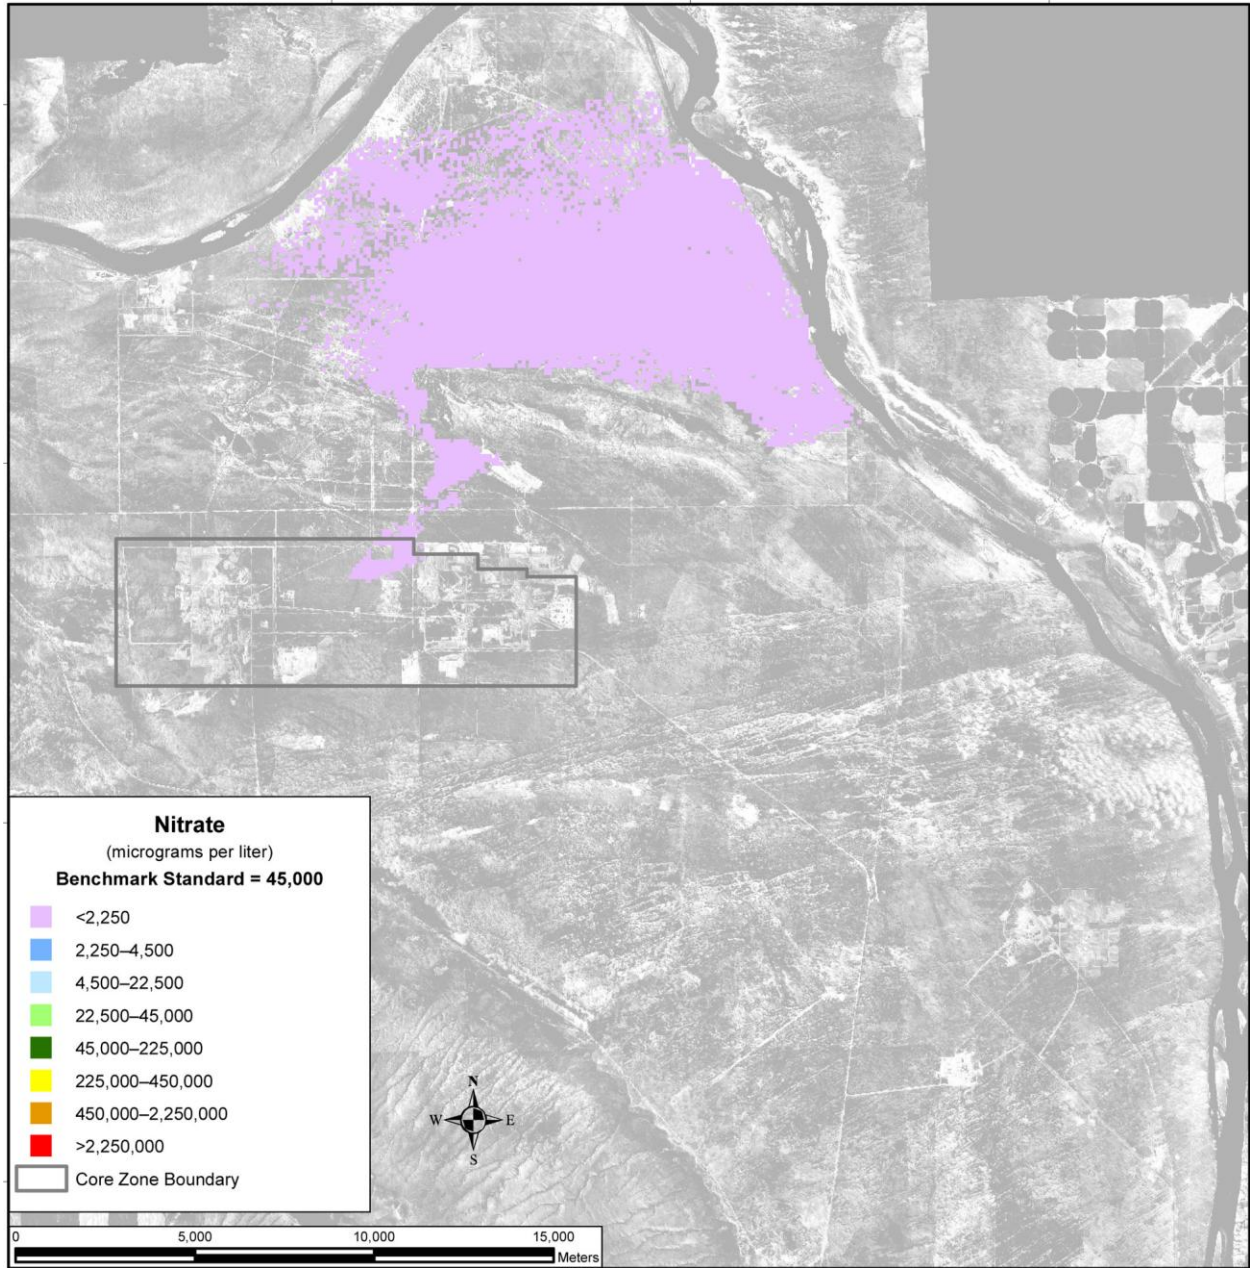 Nitrate
(micrograms per liter)
Benchmark Standard = 45,000
<2,250
2,250–4,500
4,500–22,500
22,500–45,000
45,000–225,000
225,000–450,000
450,000–2,250,000
>2,250,000
Core Zone Boundary
N
W E
S
0 5,000 10,000 15,000
Meters